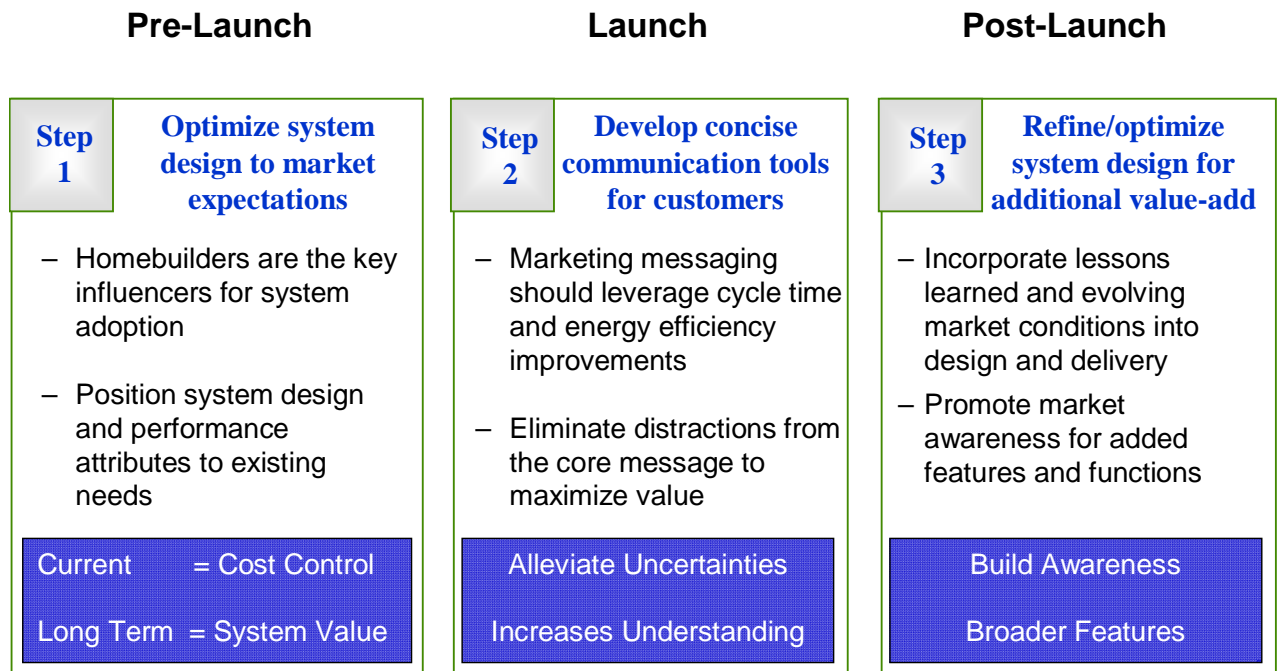 Pre-Launch
Launch
Post-Launch
Step
1
Optimize system
design to market
expectations
– Homebuilders are the key
influencers for system
adoption
– Position system design
and performance
attributes to existing
needs
Current = Cost Control
Long Term = System Value
Step
2
Develop concise
communication tools
for customers
– Marketing messaging
should leverage cycle time
and energy efficiency
improvements
– Eliminate distractions from
the core message to
maximize value
Alleviate Uncertainties
Increases Understanding
Step
3
Refine/optimize
system design for
additional value-add
– Incorporate lessons
learned and evolving
market conditions into
design and delivery
– Promote market
awareness for added
features and functions
Build Awareness
Broader Features